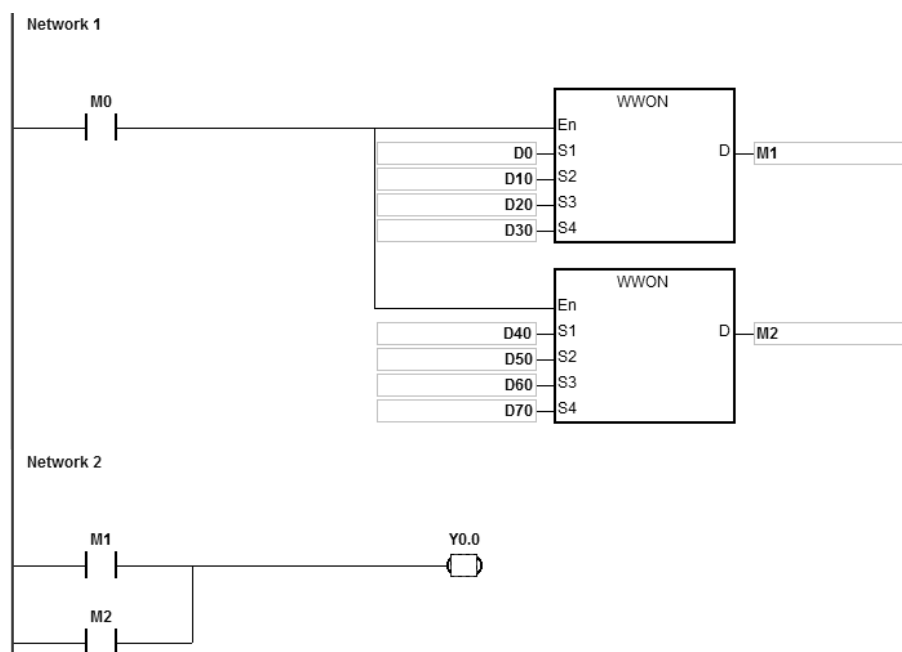 Network 1
M0
WWON
En
D0 S1 D M1
D10 S2
D20 S3
D30 S4
WWON
En
D40 S1 D M2
D50 S2
D60 S3
D70 S4
Network 2
M1 Y0.0
M2